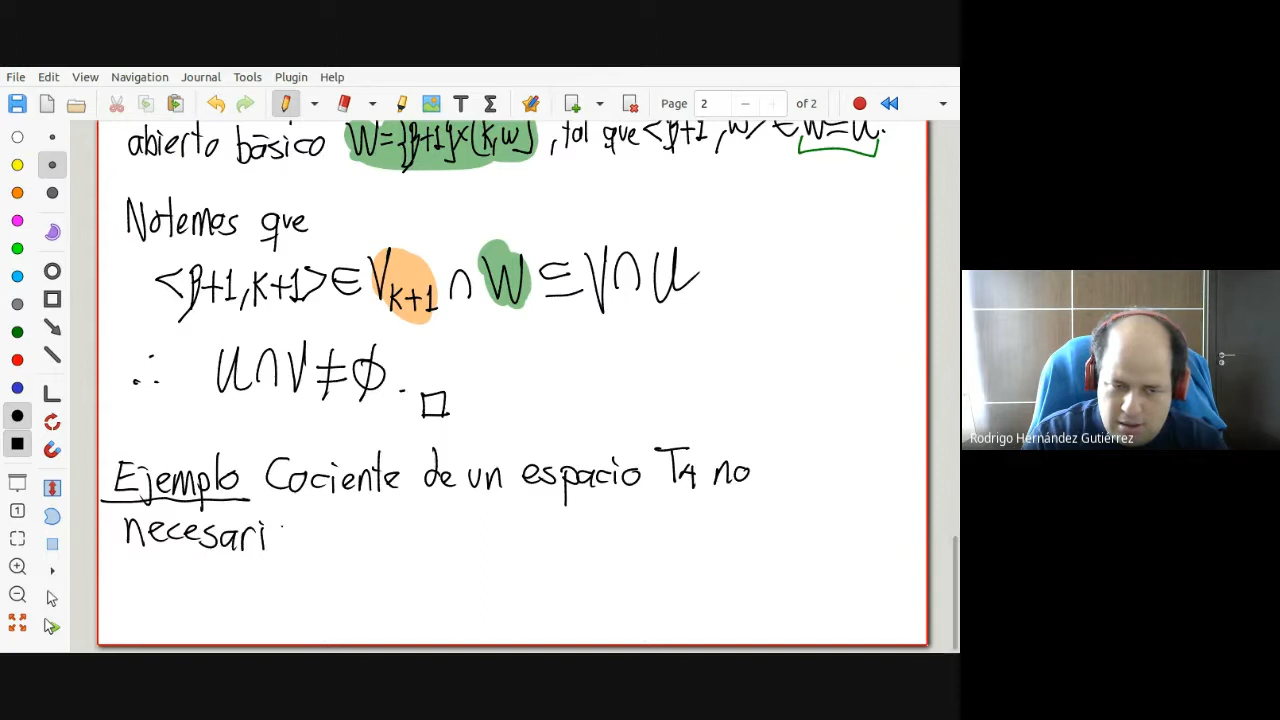 File Edit View Navigation Journal Tools Plugin Help
Page 2 of 2
abierto básico W={β+1}×(k,ω], tal que <β+1,ω>∈W⊆U.
Notemos que
<β+1,k+1>∈V_{k+1}∩W⊆V∩U
∴ U∩V≠∅.□
Ejemplo Cociente de un espacio T4 no
necesari
Rodrigo Hernández Gutiérrez